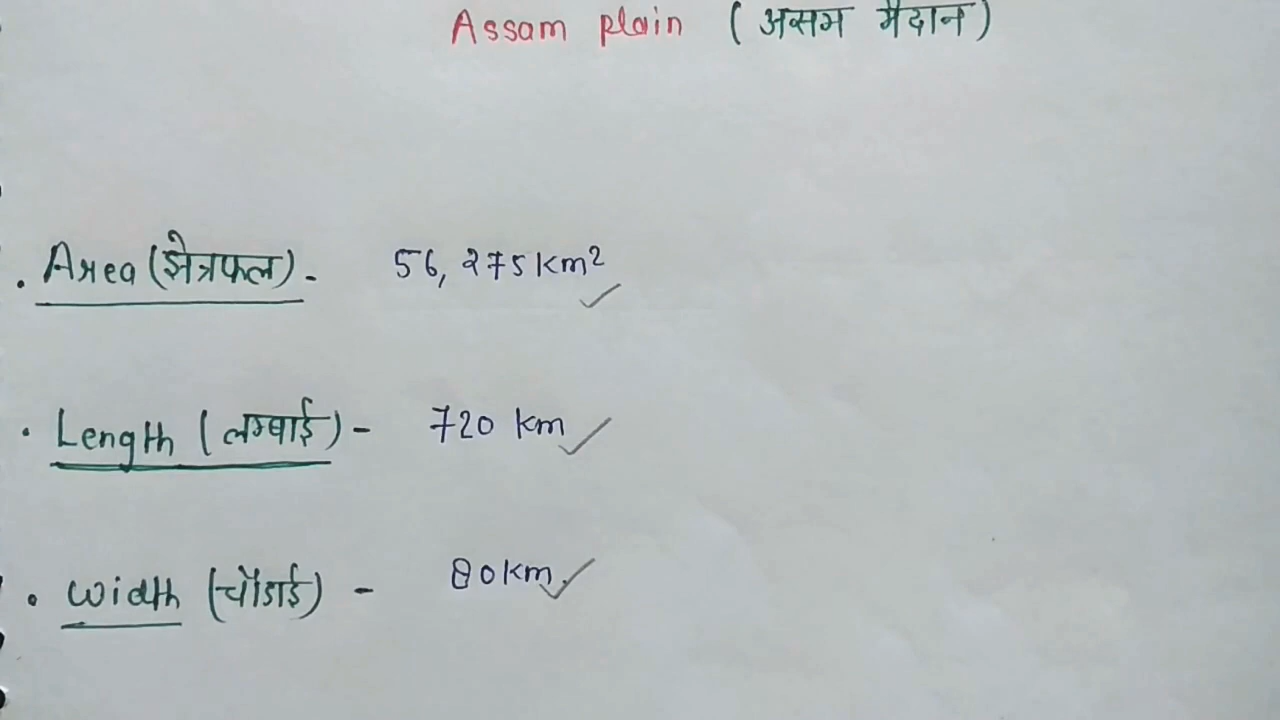 Assam plain (असम मैदान)
. Area (क्षेत्रफल) - 56,275 km²
. Length (लम्बाई) - 720 km
. width (चौडाई) - 80 km